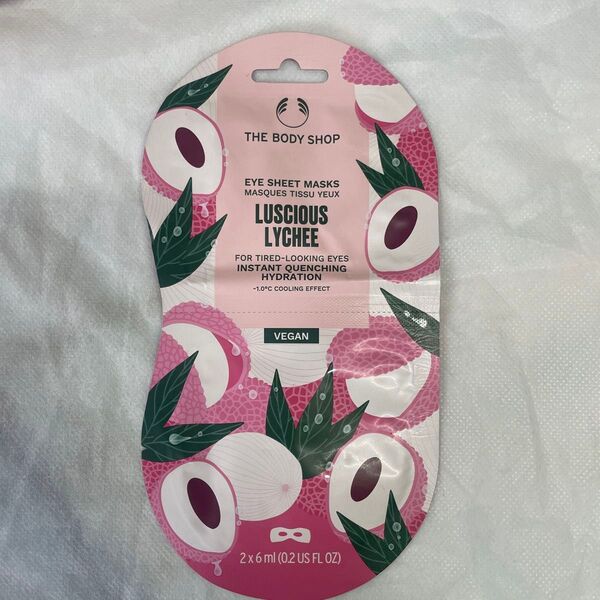 THE BODY SHOP
EYE SHEET MASKS
MASQUES TISSU YEUX
LUSCIOUS
LYCHEE
FOR TIRED-LOOKING EYES
INSTANT QUENCHING
HYDRATION
-1.0°C COOLING EFFECT
VEGAN
2 x 6 ml (0.2 US FL OZ)